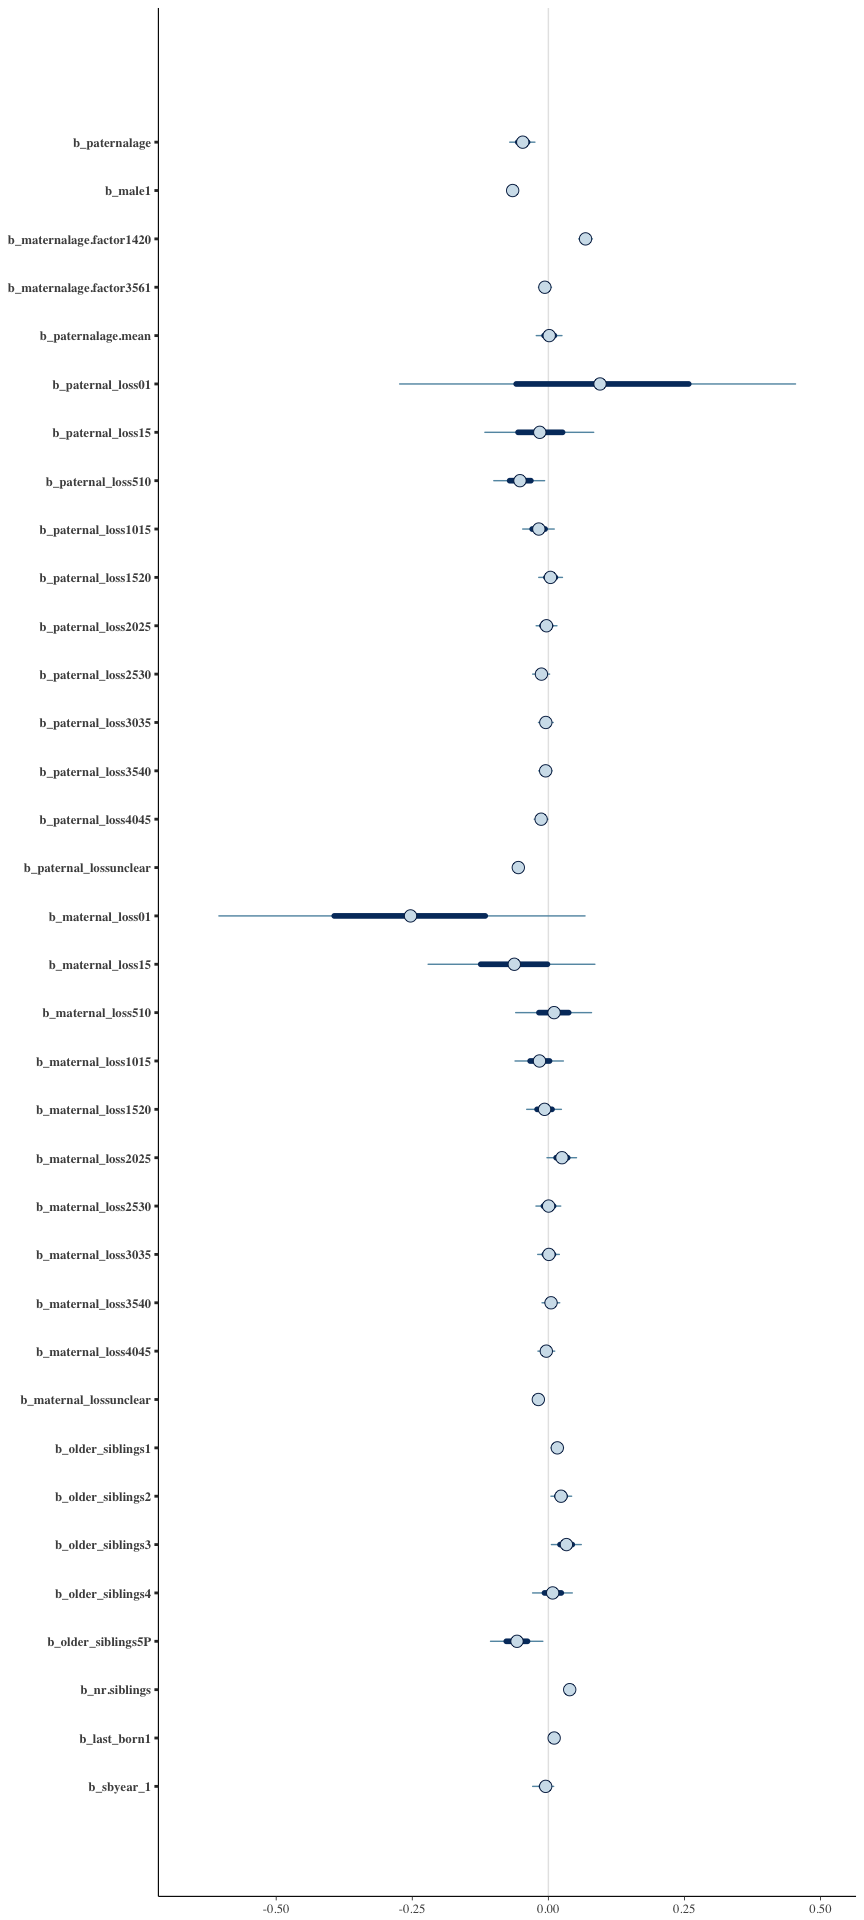 b_paternalage
b_male1
b_maternalage.factor1420
b_maternalage.factor3561
b_paternalage.mean
b_paternal_loss01
b_paternal_loss15
b_paternal_loss510
b_paternal_loss1015
b_paternal_loss1520
b_paternal_loss2025
b_paternal_loss2530
b_paternal_loss3035
b_paternal_loss3540
b_paternal_loss4045
b_paternal_lossunclear
b_maternal_loss01
b_maternal_loss15
b_maternal_loss510
b_maternal_loss1015
b_maternal_loss1520
b_maternal_loss2025
b_maternal_loss2530
b_maternal_loss3035
b_maternal_loss3540
b_maternal_loss4045
b_maternal_lossunclear
b_older_siblings1
b_older_siblings2
b_older_siblings3
b_older_siblings4
b_older_siblings5P
b_nr.siblings
b_last_born1
b_sbyear_1
-0.50 -0.25 0.00 0.25 0.50